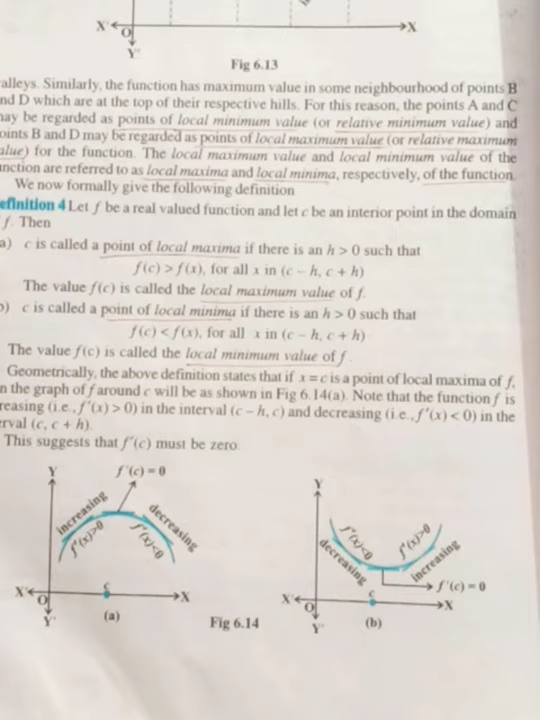 X' O X
Y'
Fig 6.13
alleys. Similarly, the function has maximum value in some neighbourhood of points B
nd D which are at the top of their respective hills. For this reason, the points A and C
nay be regarded as points of local minimum value (or relative minimum value) and
oints B and D may be regarded as points of local maximum value (or relative maximum
alue) for the function. The local maximum value and local minimum value of the
unction are referred to as local maxima and local minima, respectively, of the function.
We now formally give the following definition
efinition 4 Let f be a real valued function and let c be an interior point in the domain
f. Then
a) c is called a point of local maxima if there is an h > 0 such that
f(c) > f(x), for all x in (c – h, c + h)
The value f(c) is called the local maximum value of f.
b) c is called a point of local minima if there is an h > 0 such that
f(c) < f(x), for all x in (c – h, c + h)
The value f(c) is called the local minimum value of f.
Geometrically, the above definition states that if x = c is a point of local maxima of f,
n the graph of f around c will be as shown in Fig 6.14(a). Note that the function f is
reasing (i.e., f'(x) > 0) in the interval (c – h, c) and decreasing (i.e., f'(x) < 0) in the
erval (c, c + h).
This suggests that f'(c) must be zero.
Y f'(c) = 0
increasing f'(x)>0
decreasing f'(x)<0
X' O c X
Y'
(a)
Fig 6.14
Y
f'(x)<0 decreasing
f'(x)>0 increasing
f'(c) = 0
X' O c X
Y'
(b)